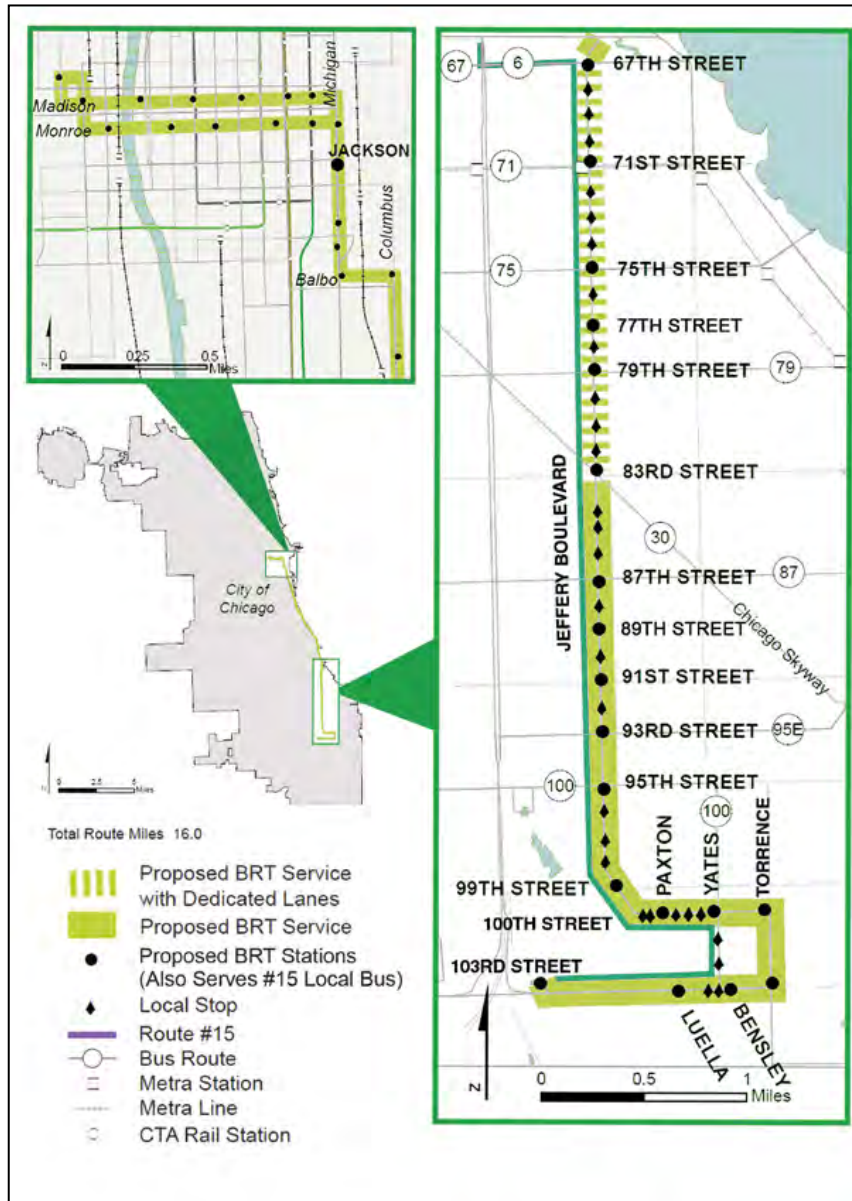 Michigan
Madison
Monroe
JACKSON
Columbus
Balbo
Z
0 0.25 0.5
Miles
City of
Chicago
0 2.5 5
Miles
Total Route Miles 16.0
Proposed BRT Service
with Dedicated Lanes
Proposed BRT Service
Proposed BRT Stations
(Also Serves #15 Local Bus)
Local Stop
Route #15
Bus Route
Metra Station
Metra Line
CTA Rail Station
67 6 67TH STREET
71 71ST STREET
75 75TH STREET
77TH STREET
79TH STREET 79
83RD STREET
JEFFERY BOULEVARD
30
87TH STREET 87
Chicago Skyway
89TH STREET
91ST STREET
93RD STREET 95E
95TH STREET
100
100
PAXTON
YATES
TORRENCE
99TH STREET
100TH STREET
103RD STREET
LUELLA
BENSLEY
Z
0 0.5 1
Miles